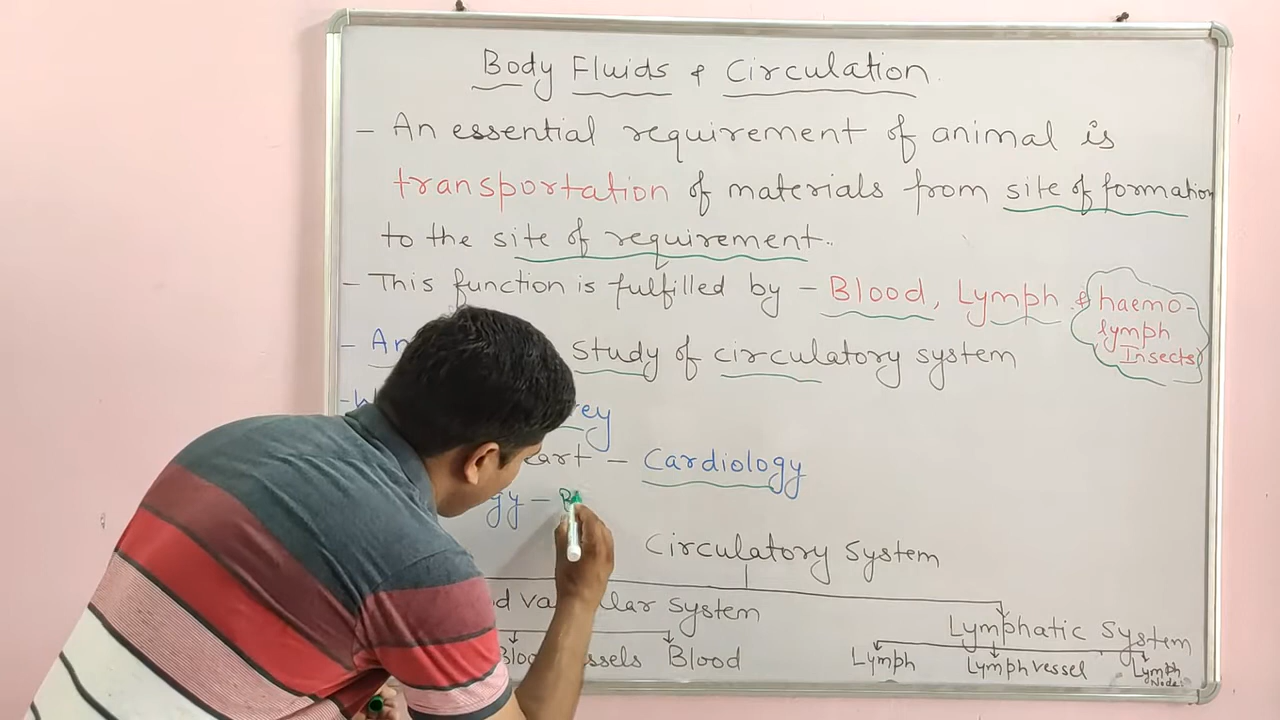 Body Fluids & Circulation
- An essential requirement of animal is
transportation of materials from site of formation
to the site of requirement.
- This function is fulfilled by - Blood, Lymph & haemo-
lymph
Insects
- An study of circulatory system
- W rey
eart - Cardiology
gy - B
Circulatory System
d Va lar System
Lymphatic System
Blo ssels Blood
Lymph Lymph vessel Lymph
Node